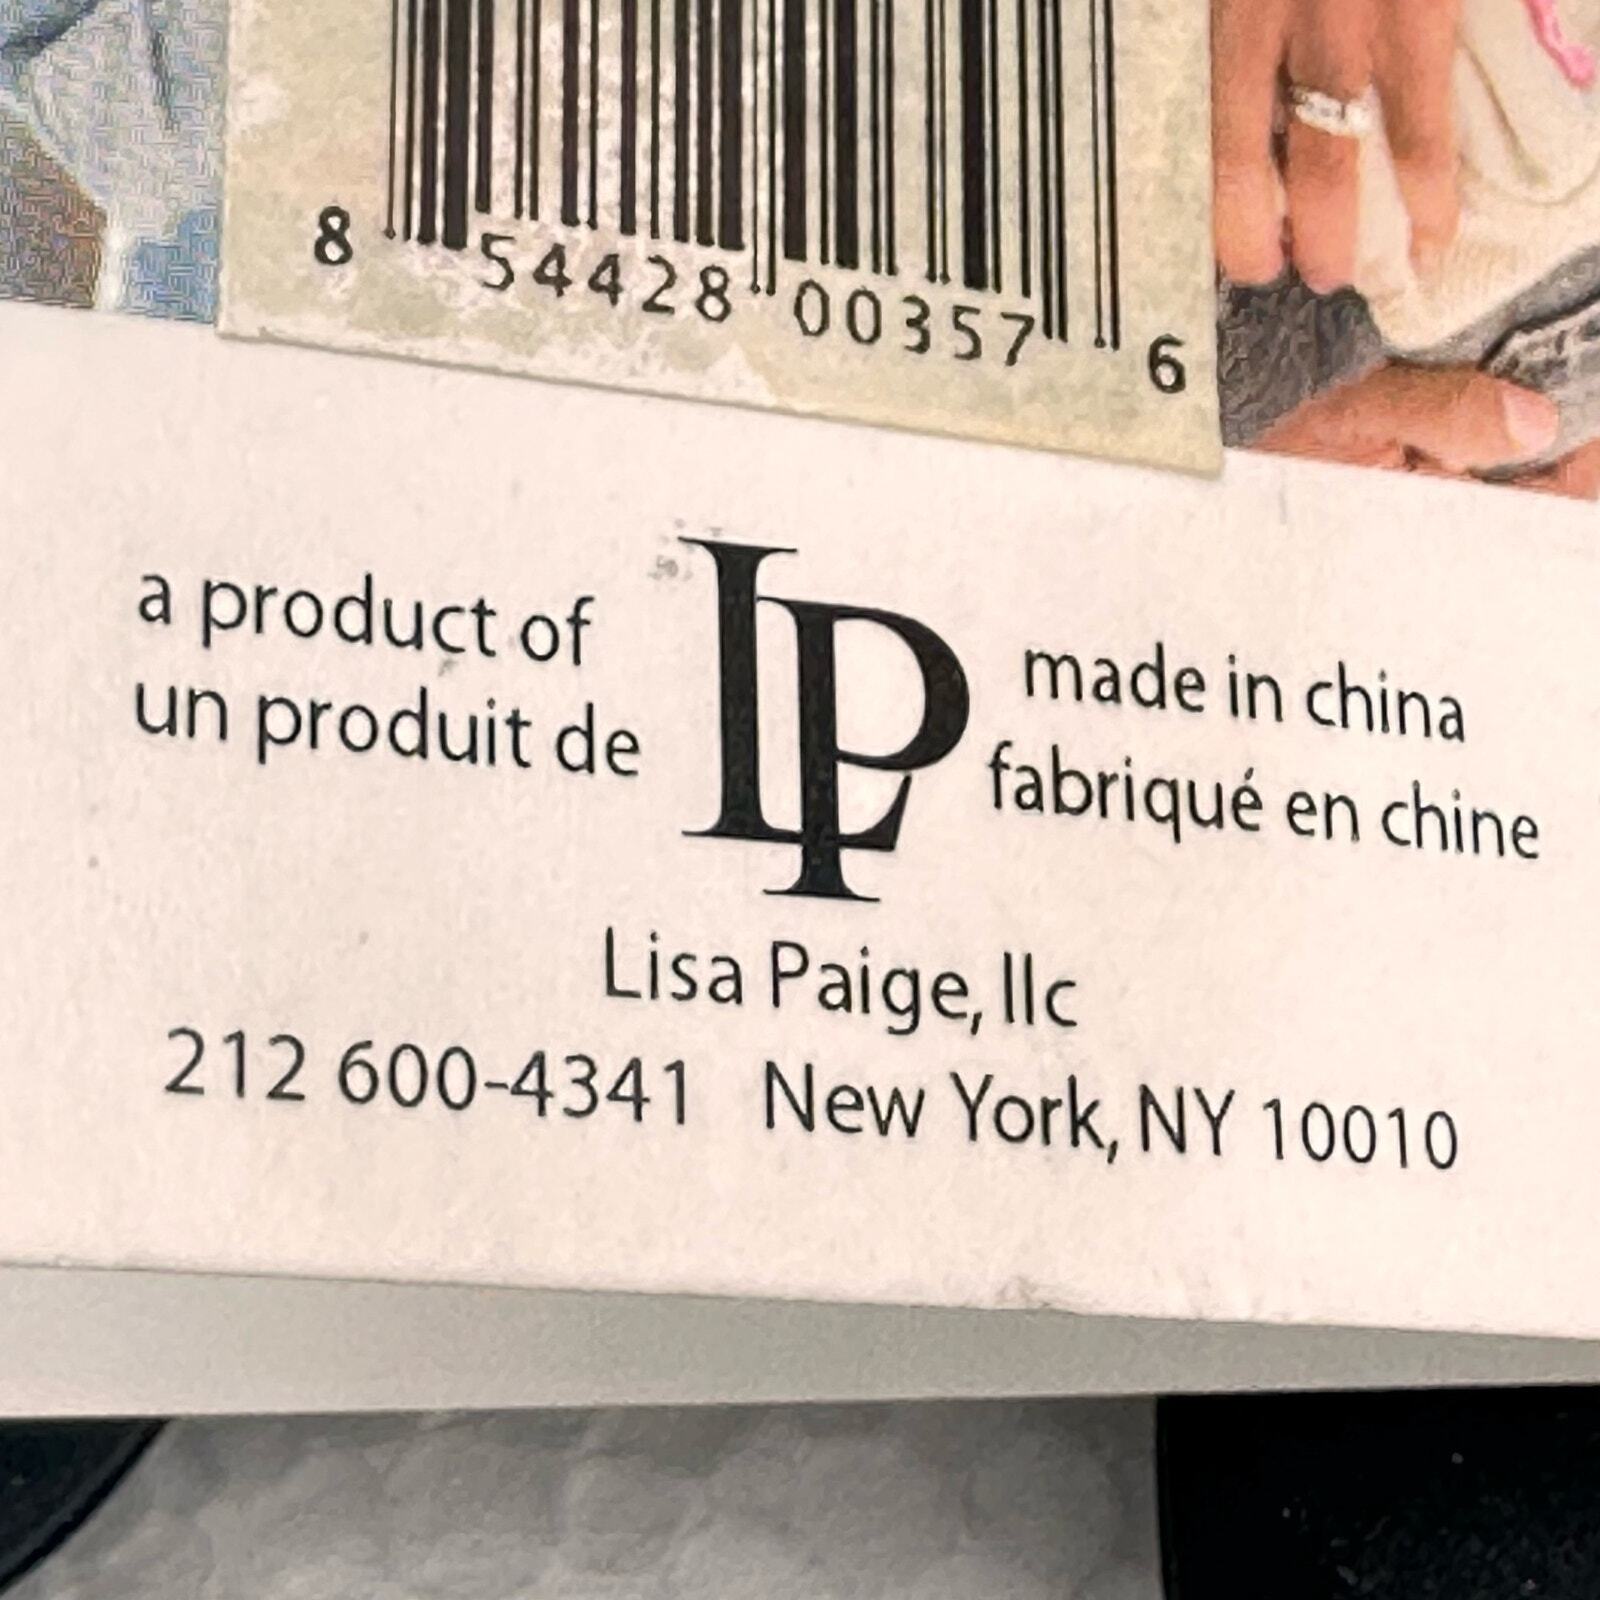 8 54428 00357 6
a product of
un produit de
LP
made in china
fabriqué en chine
Lisa Paige, llc
212 600-4341 New York, NY 10010